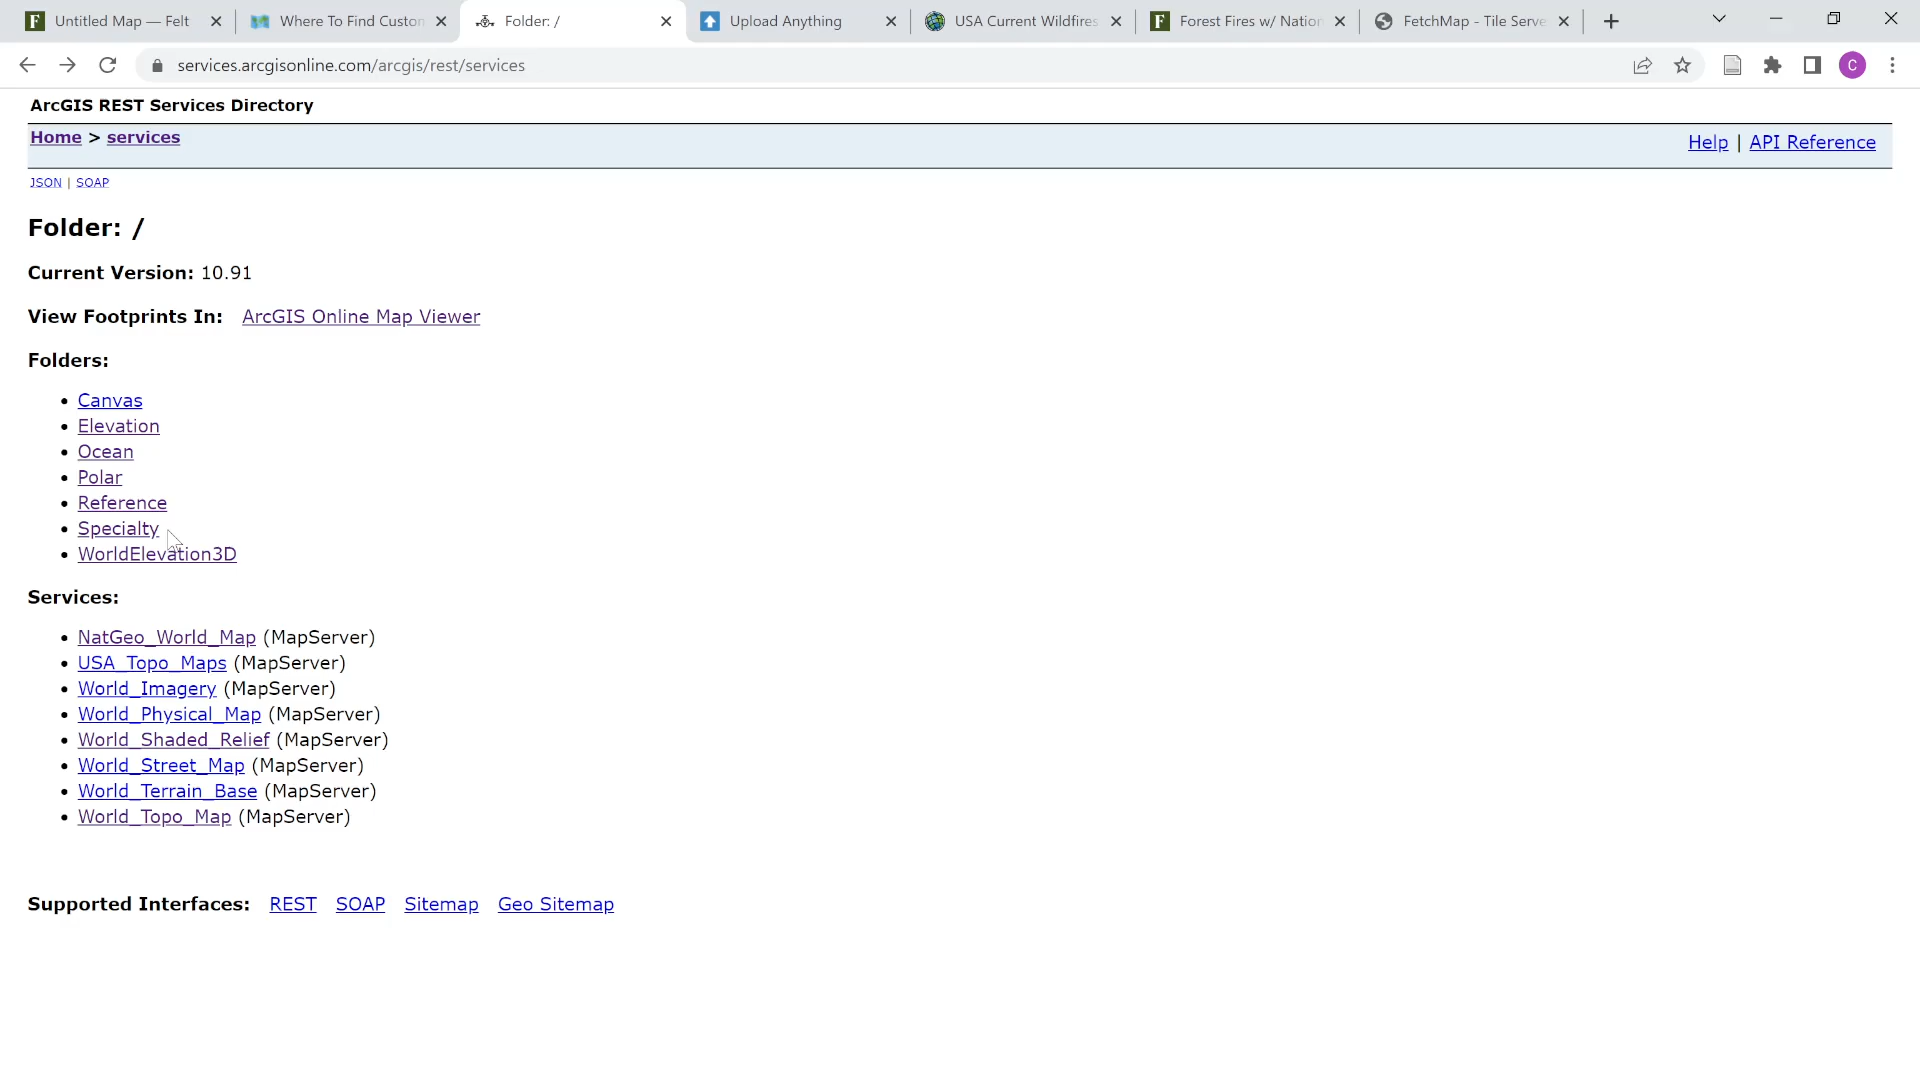 Untitled Map — Felt
Where To Find Custon
Folder: /
Upload Anything
USA Current Wildfires
Forest Fires w/ Nation
FetchMap - Tile Serve
services.arcgisonline.com/arcgis/rest/services
C
ArcGIS REST Services Directory
Home > services
Help | API Reference
JSON | SOAP
Folder: /
Current Version: 10.91
View Footprints In: ArcGIS Online Map Viewer
Folders:
• Canvas
• Elevation
• Ocean
• Polar
• Reference
• Specialty
• WorldElevation3D
Services:
• NatGeo_World_Map (MapServer)
• USA_Topo_Maps (MapServer)
• World_Imagery (MapServer)
• World_Physical_Map (MapServer)
• World_Shaded_Relief (MapServer)
• World_Street_Map (MapServer)
• World_Terrain_Base (MapServer)
• World_Topo_Map (MapServer)
Supported Interfaces: REST SOAP Sitemap Geo Sitemap